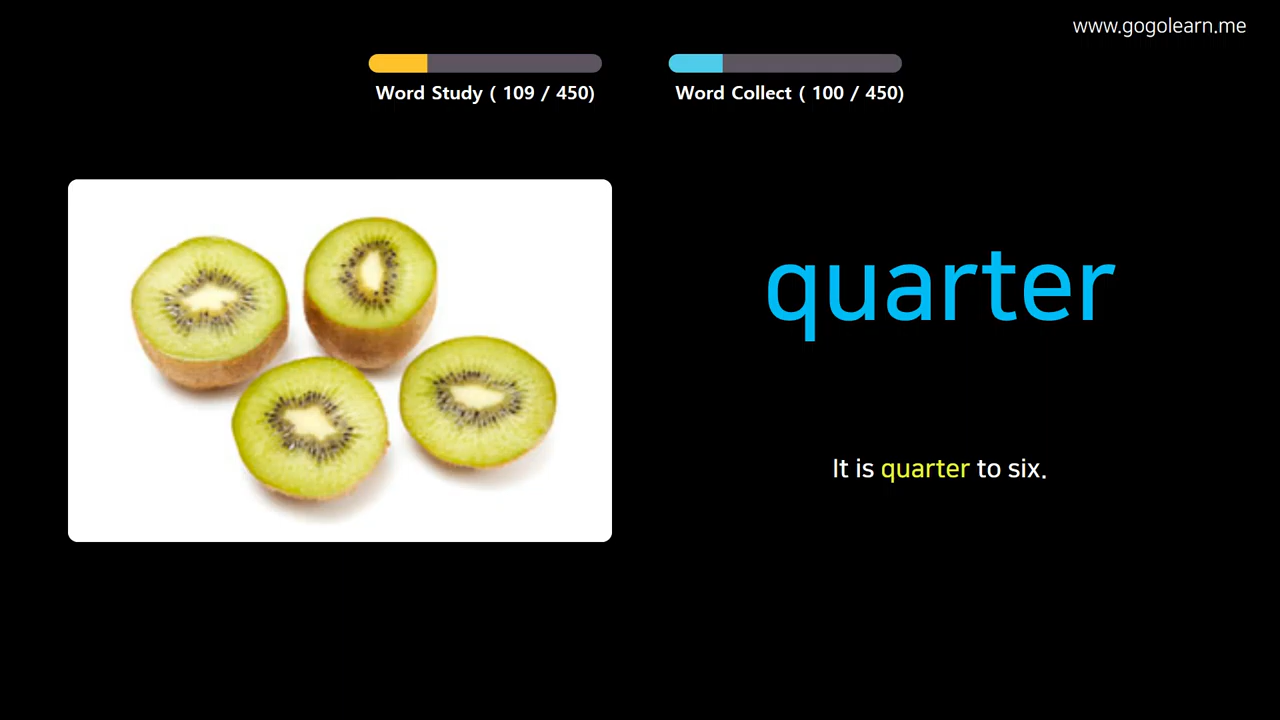 www.gogolearn.me
Word Study ( 109 / 450)
Word Collect ( 100 / 450)
quarter
It is quarter to six.